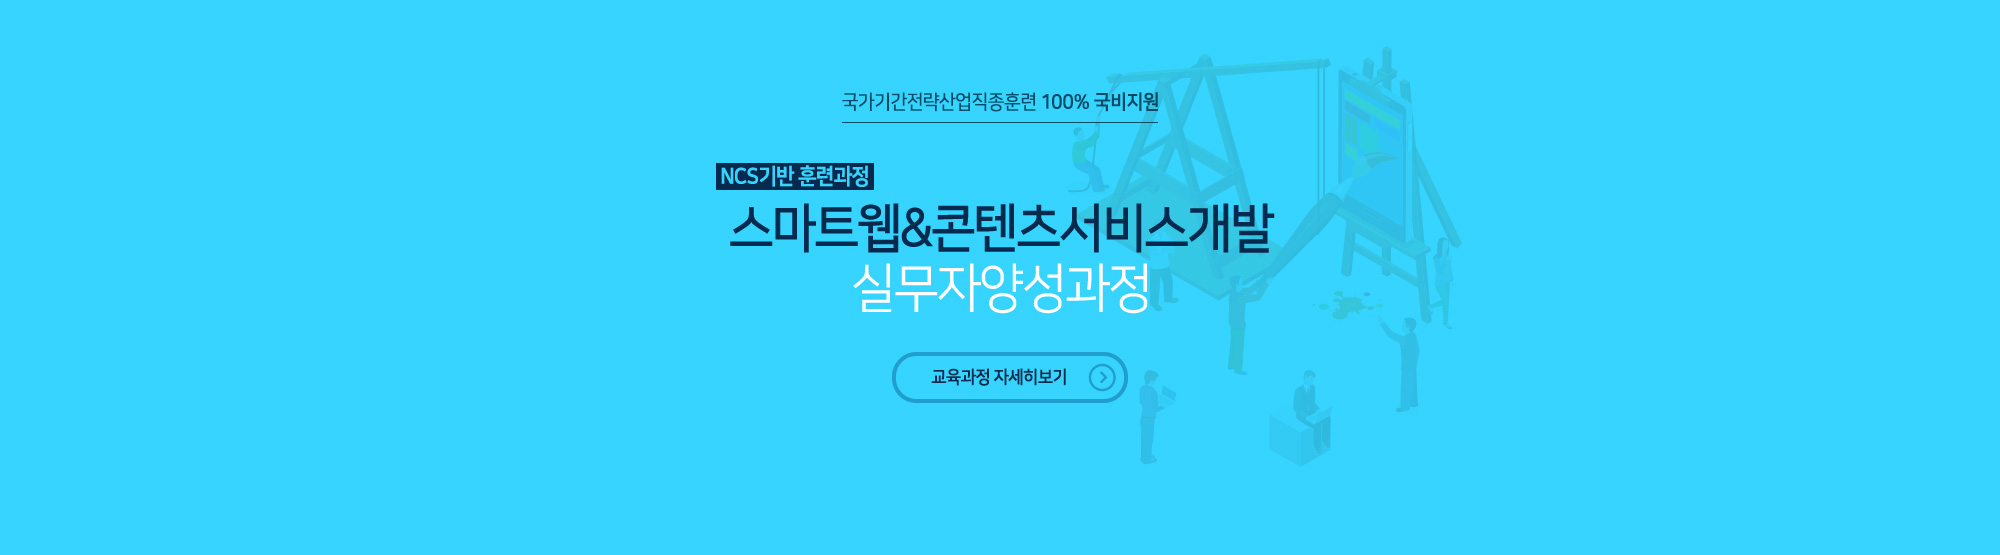 국가기간전략산업직종훈련 100% 국비지원
NCS기반 훈련과정
스마트웹&콘텐츠서비스개발
실무자양성과정
교육과정 자세히보기